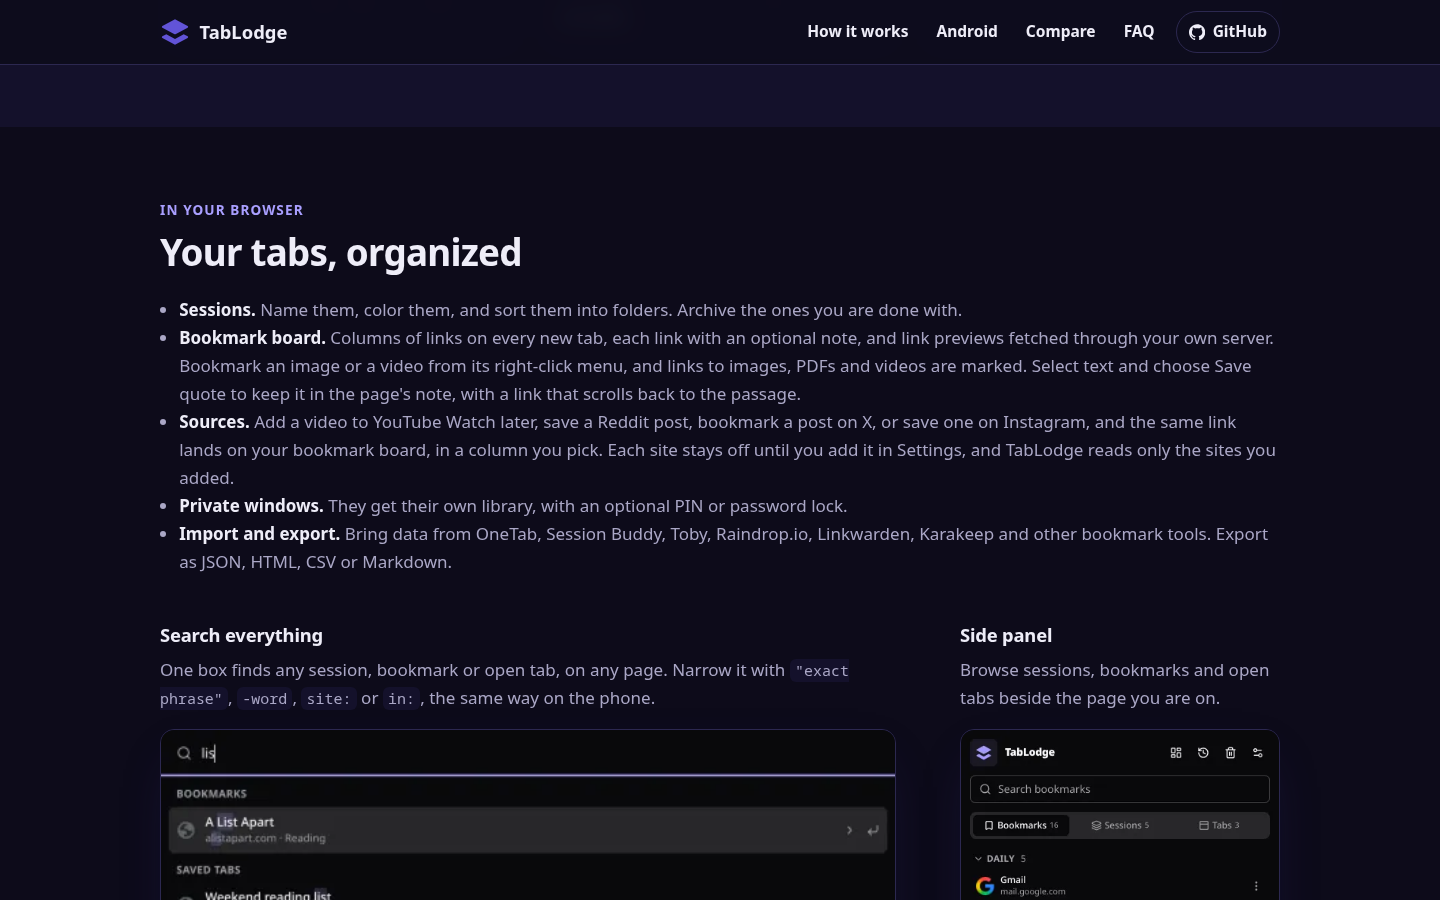 TabLodge
How it works
Android
Compare
FAQ
GitHub
IN YOUR BROWSER
Your tabs, organized
Sessions. Name them, color them, and sort them into folders. Archive the ones you are done with.
Bookmark board. Columns of links on every new tab, each link with an optional note, and link previews fetched through your own server.
Bookmark an image or a video from its right-click menu, and links to images, PDFs and videos are marked. Select text and choose Save
quote to keep it in the page's note, with a link that scrolls back to the passage.
Sources. Add a video to YouTube Watch later, save a Reddit post, bookmark a post on X, or save one on Instagram, and the same link
lands on your bookmark board, in a column you pick. Each site stays off until you add it in Settings, and TabLodge reads only the sites you
added.
Private windows. They get their own library, with an optional PIN or password lock.
Import and export. Bring data from OneTab, Session Buddy, Toby, Raindrop.io, Linkwarden, Karakeep and other bookmark tools. Export
as JSON, HTML, CSV or Markdown.
Search everything
One box finds any session, bookmark or open tab, on any page. Narrow it with "exact
phrase", -word, site: or in:, the same way on the phone.
lis
BOOKMARKS
A List Apart
alistapart.com · Reading
SAVED TABS
Weekend reading list
Side panel
Browse sessions, bookmarks and open
tabs beside the page you are on.
TabLodge
Search bookmarks
Bookmarks 16
Sessions 5
Tabs 3
DAILY 5
Gmail
mail.google.com